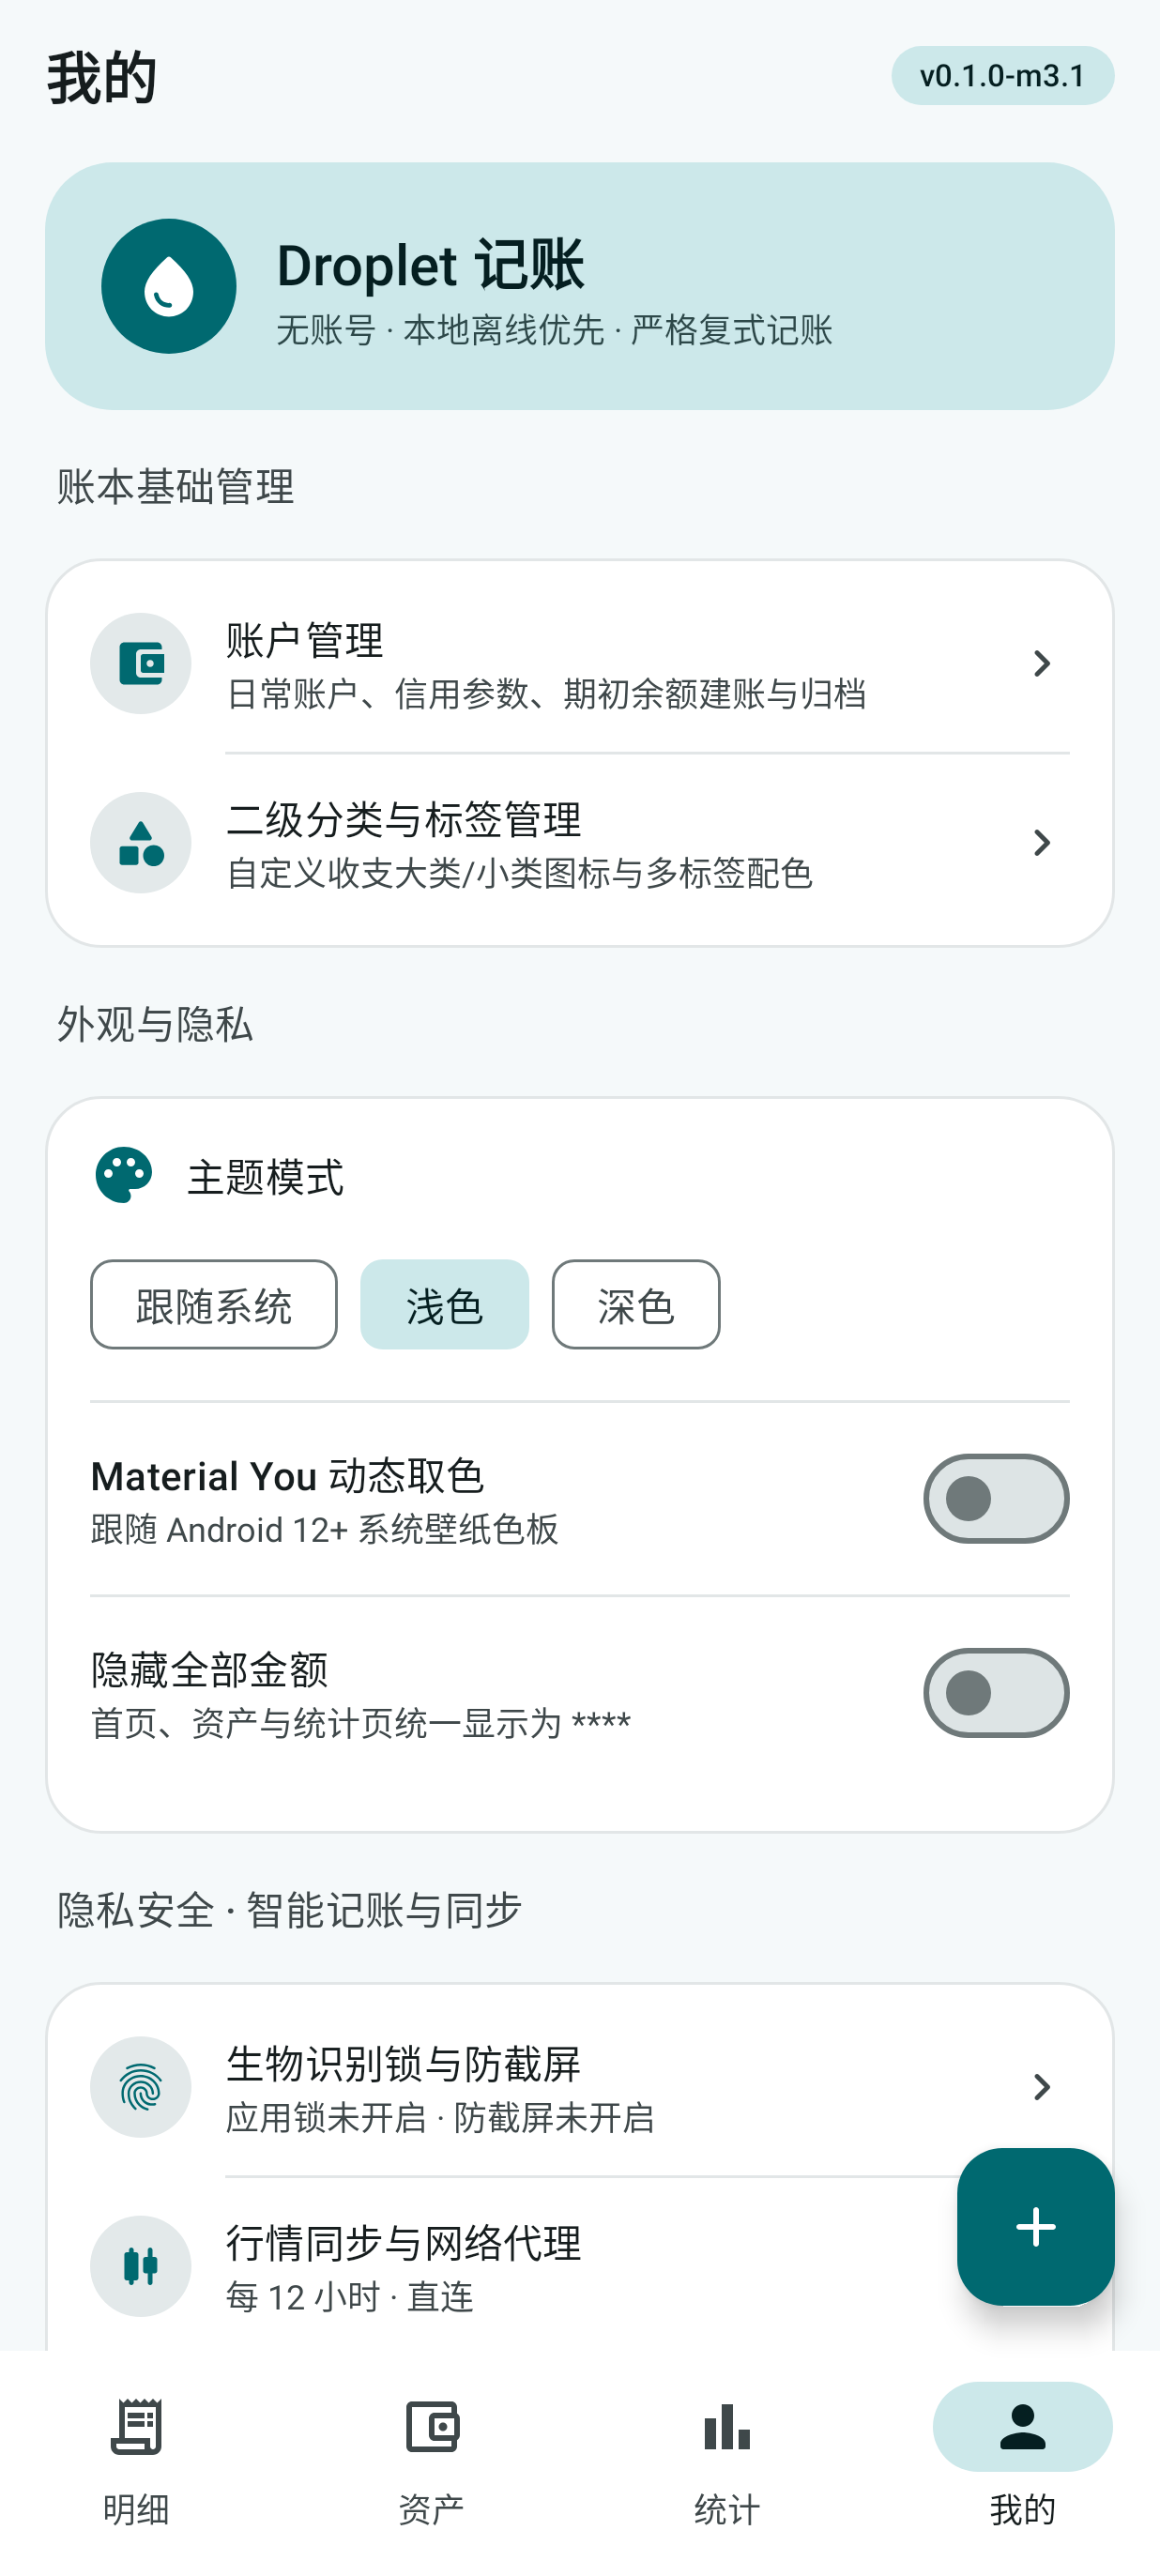 我的
v0.1.0-m3.1
Droplet 记账
无账号 · 本地离线优先 · 严格复式记账
账本基础管理
账户管理
日常账户、信用参数、期初余额建账与归档
二级分类与标签管理
自定义收支大类/小类图标与多标签配色
外观与隐私
主题模式
跟随系统
浅色
深色
Material You 动态取色
跟随 Android 12+ 系统壁纸色板
隐藏全部金额
首页、资产与统计页统一显示为 ****
隐私安全 · 智能记账与同步
生物识别锁与防截屏
应用锁未开启 · 防截屏未开启
行情同步与网络代理
每 12 小时 · 直连
明细
资产
统计
我的